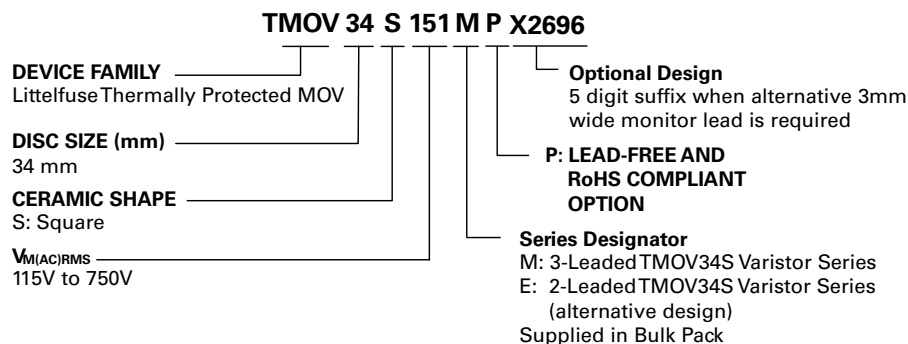 TMOV 34 S 151 M P X2696
DEVICE FAMILY
Littelfuse Thermally Protected MOV
DISC SIZE (mm)
34 mm
CERAMIC SHAPE
S: Square
VM(AC)RMS
115V to 750V
Optional Design
5 digit suffix when alternative 3mm
wide monitor lead is required
P: LEAD-FREE AND
RoHS COMPLIANT
OPTION
Series Designator
M: 3-Leaded TMOV34S Varistor Series
E: 2-Leaded TMOV34S Varistor Series
(alternative design)
Supplied in Bulk Pack